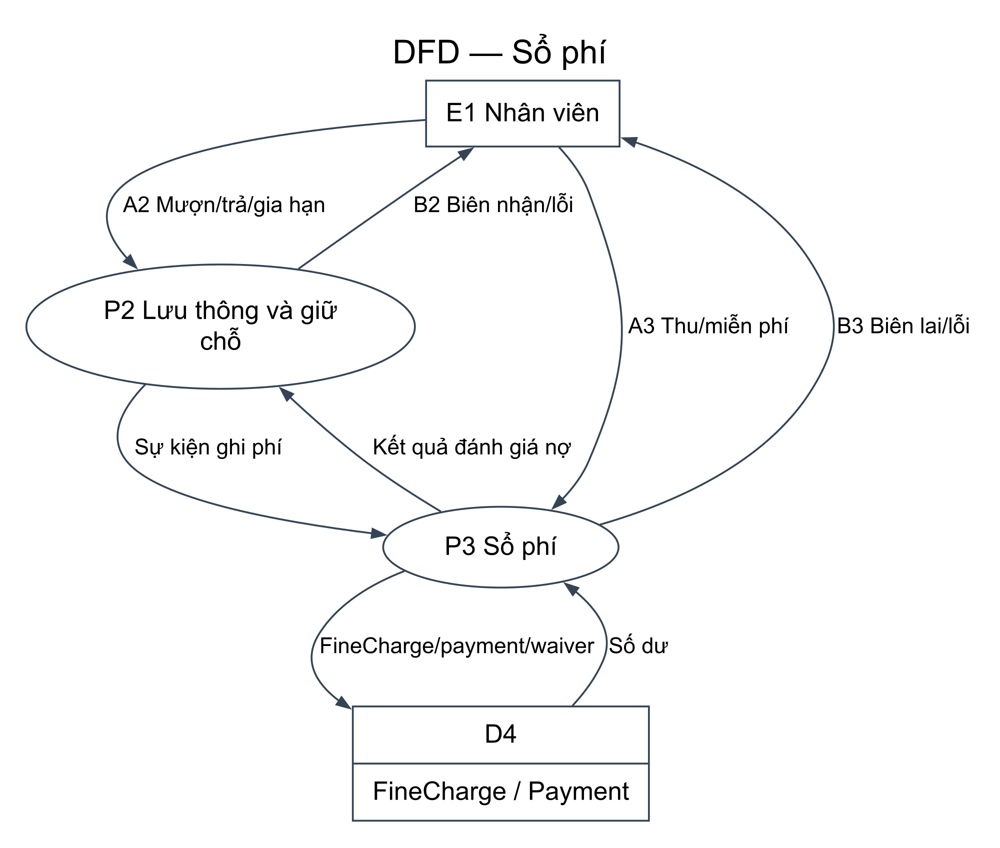 DFD — Sổ phí
E1 Nhân viên
A2 Mượn/trả/gia hạn
B2 Biên nhận/lỗi
P2 Lưu thông và giữ
chỗ
A3 Thu/miễn phí
B3 Biên lai/lỗi
Sự kiện ghi phí
Kết quả đánh giá nợ
P3 Sổ phí
FineCharge/payment/waiver
Số dư
D4
FineCharge / Payment